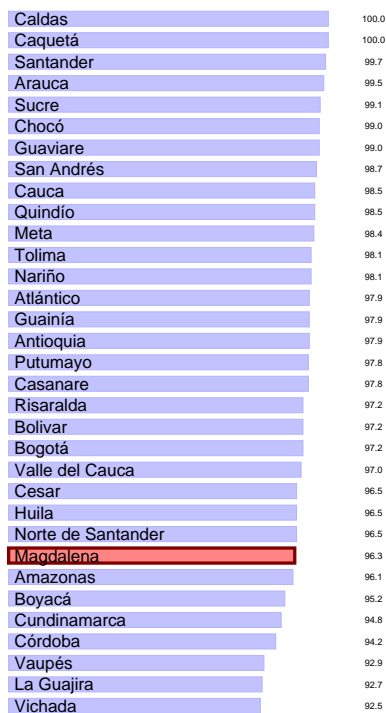 Caldas 100.0
Caquetá 100.0
Santander 99.7
Arauca 99.5
Sucre 99.1
Chocó 99.0
Guaviare 99.0
San Andrés 98.7
Cauca 98.5
Quindío 98.5
Meta 98.4
Tolima 98.1
Nariño 98.1
Atlántico 97.9
Guainía 97.9
Antioquia 97.9
Putumayo 97.8
Casanare 97.8
Risaralda 97.2
Bolivar 97.2
Bogotá 97.2
Valle del Cauca 97.0
Cesar 96.5
Huila 96.5
Norte de Santander 96.5
Magdalena 96.3
Amazonas 96.1
Boyacá 95.2
Cundinamarca 94.8
Córdoba 94.2
Vaupés 92.9
La Guajira 92.7
Vichada 92.5